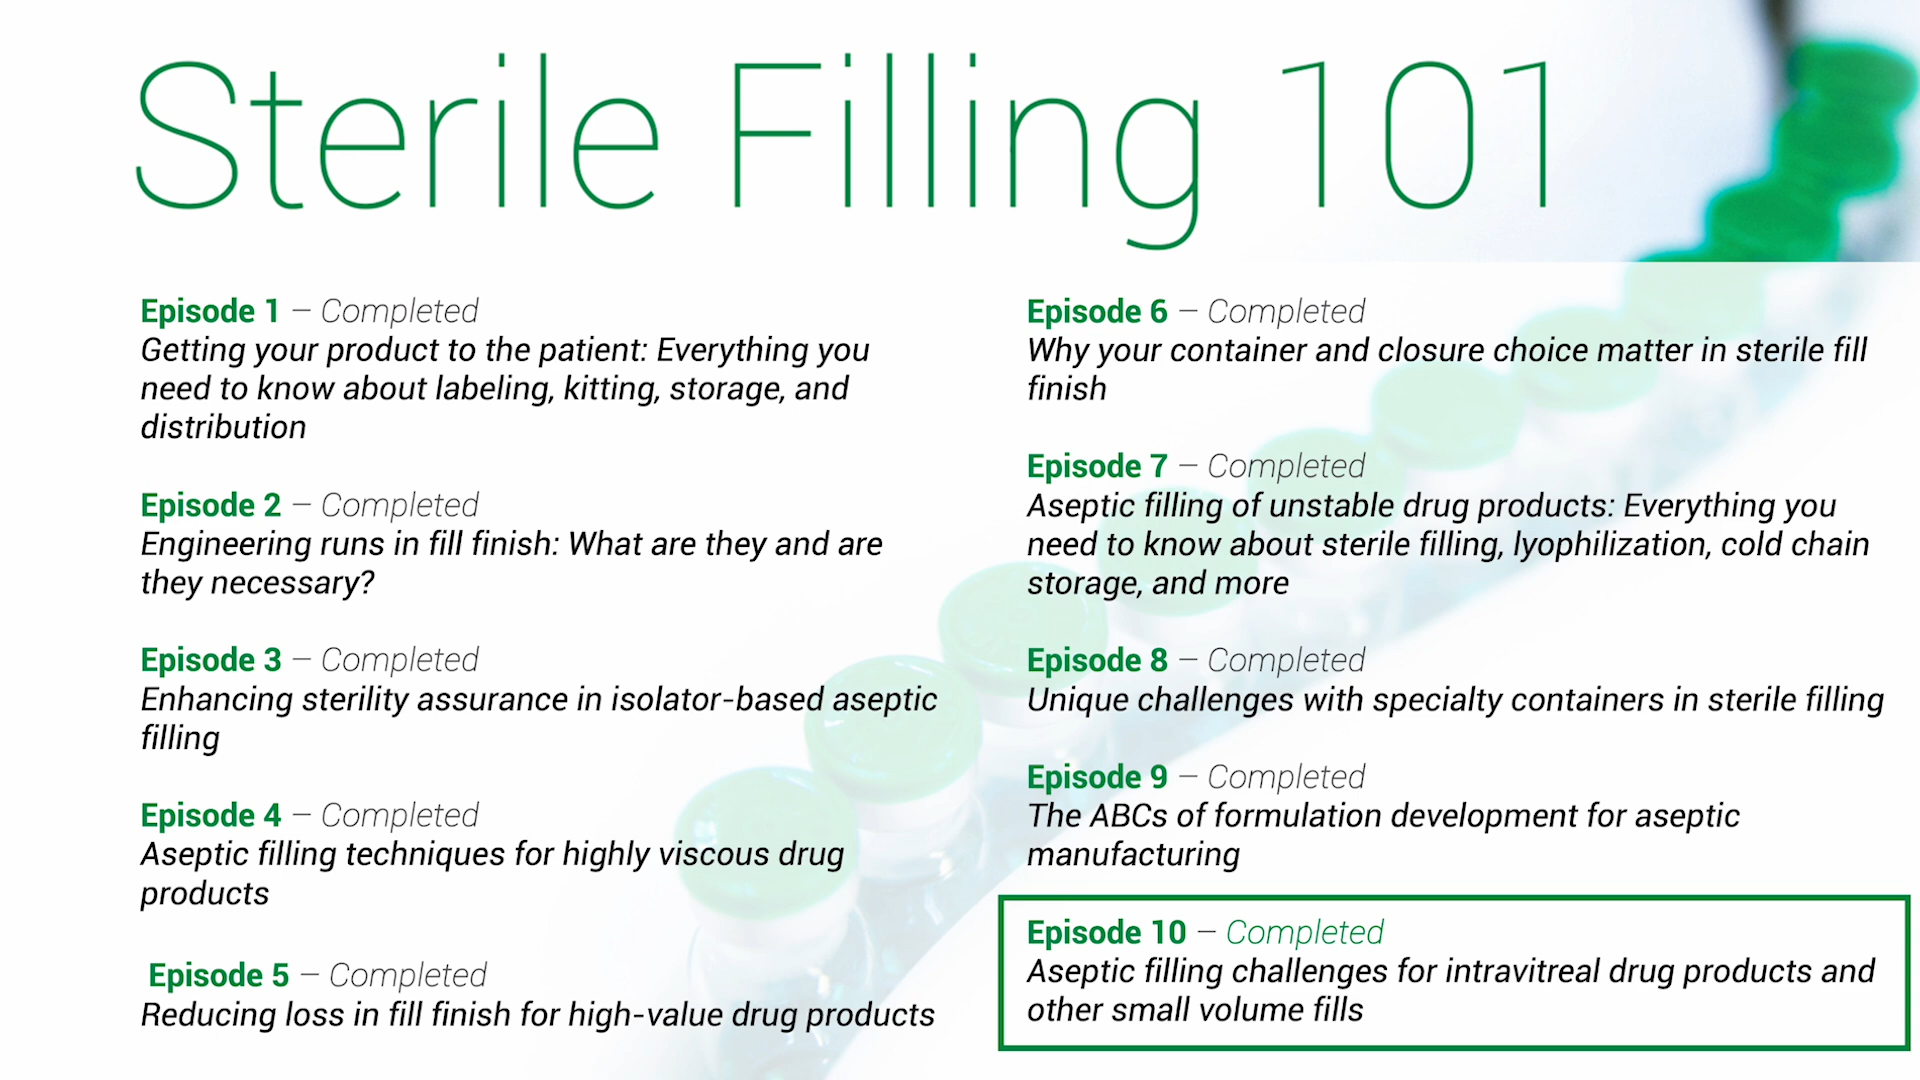 Sterile Filling 101
Episode 1 – Completed
Getting your product to the patient: Everything you
need to know about labeling, kitting, storage, and
distribution
Episode 2 – Completed
Engineering runs in fill finish: What are they and are
they necessary?
Episode 3 – Completed
Enhancing sterility assurance in isolator-based aseptic
filling
Episode 4 – Completed
Aseptic filling techniques for highly viscous drug
products
Episode 5 – Completed
Reducing loss in fill finish for high-value drug products
Episode 6 – Completed
Why your container and closure choice matter in sterile fill
finish
Episode 7 – Completed
Aseptic filling of unstable drug products: Everything you
need to know about sterile filling, lyophilization, cold chain
storage, and more
Episode 8 – Completed
Unique challenges with specialty containers in sterile filling
Episode 9 – Completed
The ABCs of formulation development for aseptic
manufacturing
Episode 10 – Completed
Aseptic filling challenges for intravitreal drug products and
other small volume fills